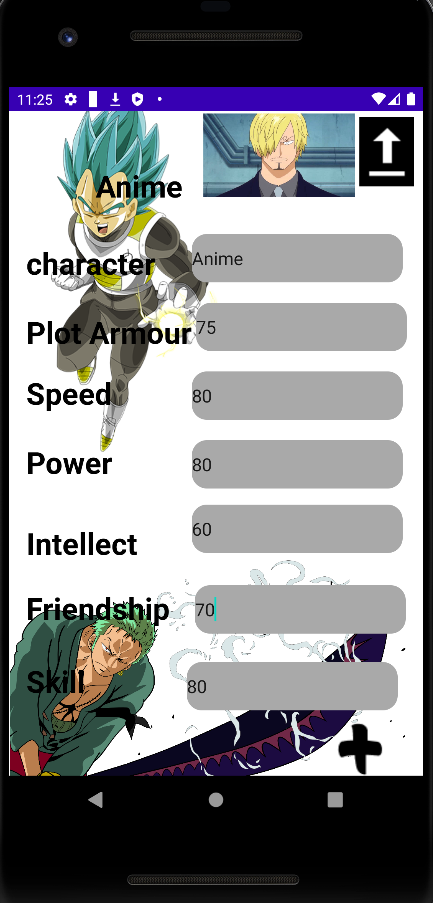 11:25
Anime
character Anime
Plot Armour 75
Speed 80
Power 80
Intellect 60
Friendship 70
Skill 80